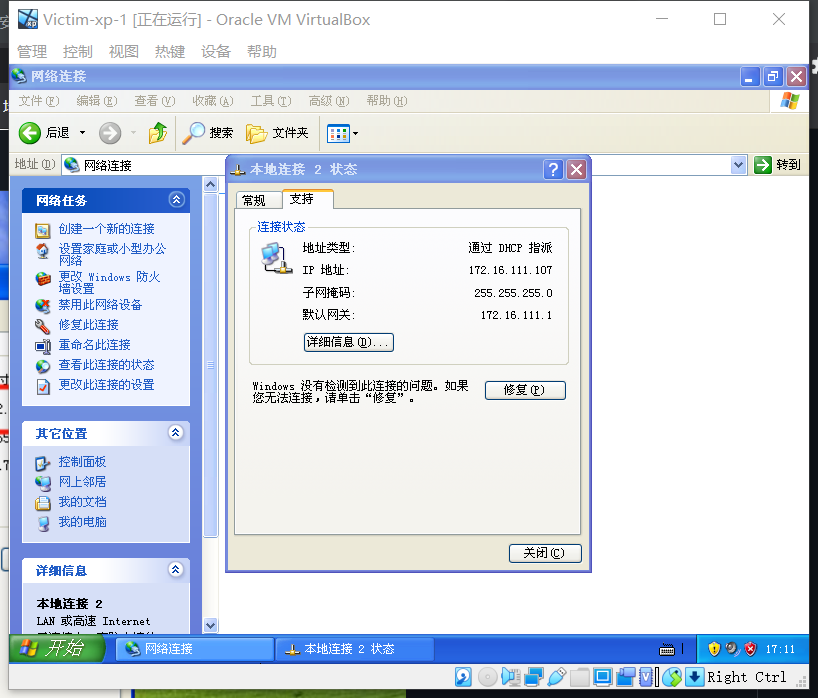 Victim-xp-1 [正在运行] - Oracle VM VirtualBox
管理 控制 视图 热键 设备 帮助
网络连接
文件(F) 编辑(E) 查看(V) 收藏(A) 工具(T) 高级(N) 帮助(H)
后退 搜索 文件夹
地址(D) 网络连接 转到
网络任务
创建一个新的连接
设置家庭或小型办公
网络
更改 Windows 防火
墙设置
禁用此网络设备
修复此连接
重命名此连接
查看此连接的状态
更改此连接的设置
其它位置
控制面板
网上邻居
我的文档
我的电脑
详细信息
本地连接 2
LAN 或高速 Internet
本地连接 2 状态
常规 支持
连接状态
地址类型: 通过 DHCP 指派
IP 地址: 172.16.111.107
子网掩码: 255.255.255.0
默认网关: 172.16.111.1
详细信息(D)...
Windows 没有检测到此连接的问题。如果
您无法连接，请单击“修复”。
修复(P)
关闭(C)
开始 网络连接 本地连接 2 状态 17:11
Right Ctrl